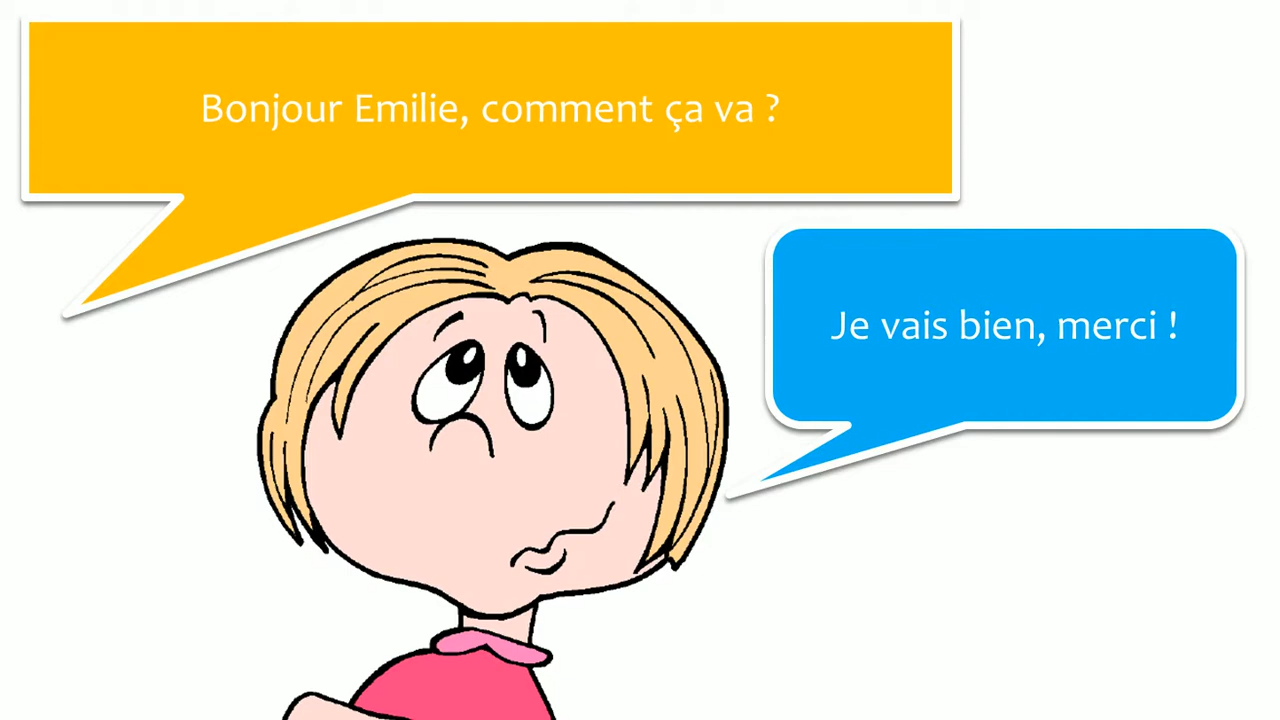 Bonjour Emilie, comment ça va ?
Je vais bien, merci !